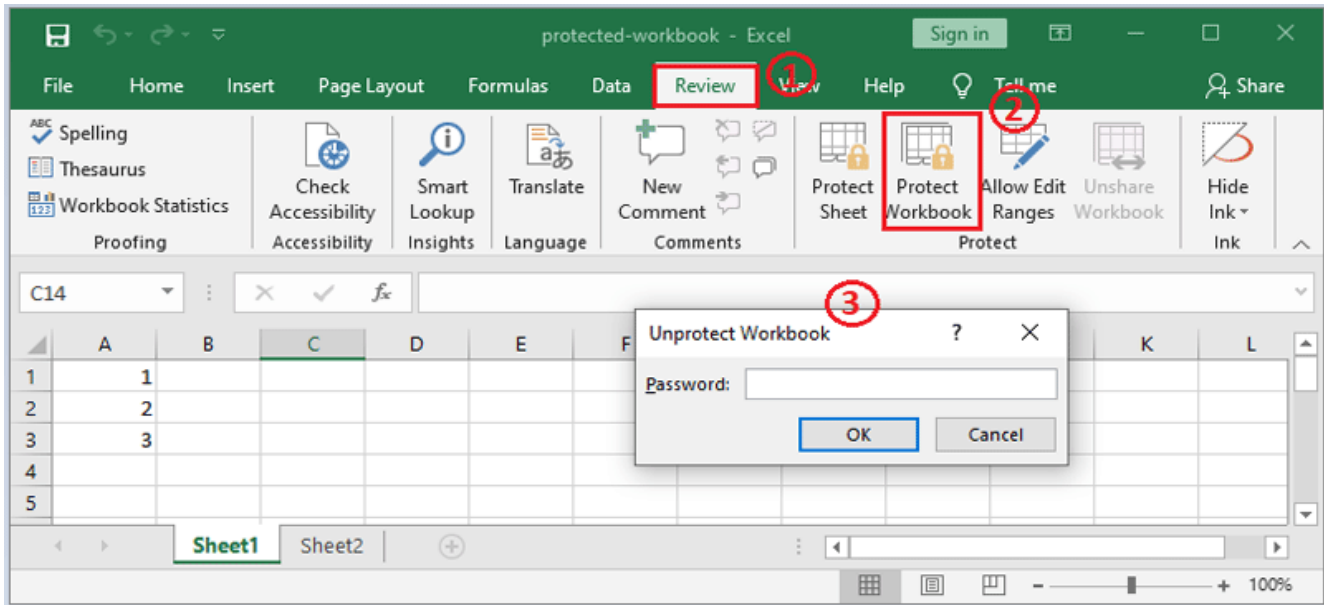 protected-workbook - Excel
Sign in
File Home Insert Page Layout Formulas Data Review View Help Tell me Share
1
2
ABC Spelling
Thesaurus
123 Workbook Statistics
Proofing
Check
Accessibility
Accessibility
Smart
Lookup
Insights
Translate
Language
New
Comment
Comments
Protect
Sheet
Protect
Workbook
Allow Edit
Ranges
Unshare
Workbook
Protect
Hide
Ink
Ink
C14 fx
3
Unprotect Workbook ? ×
Password:
OK Cancel
A B C D E F K L
1 1
2 2
3 3
4
5
Sheet1 Sheet2
100%